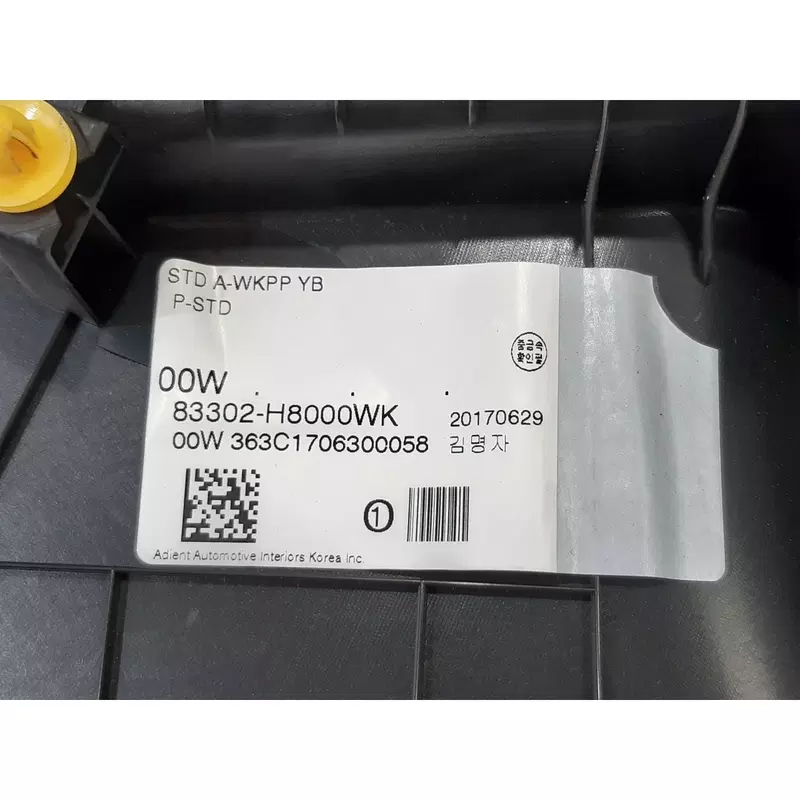 STD A-WKPP YB
P-STD
00W
83302-H8000WK
20170629
00W 363C1706300058
김명자
1
Adient Automotive Interiors Korea Inc